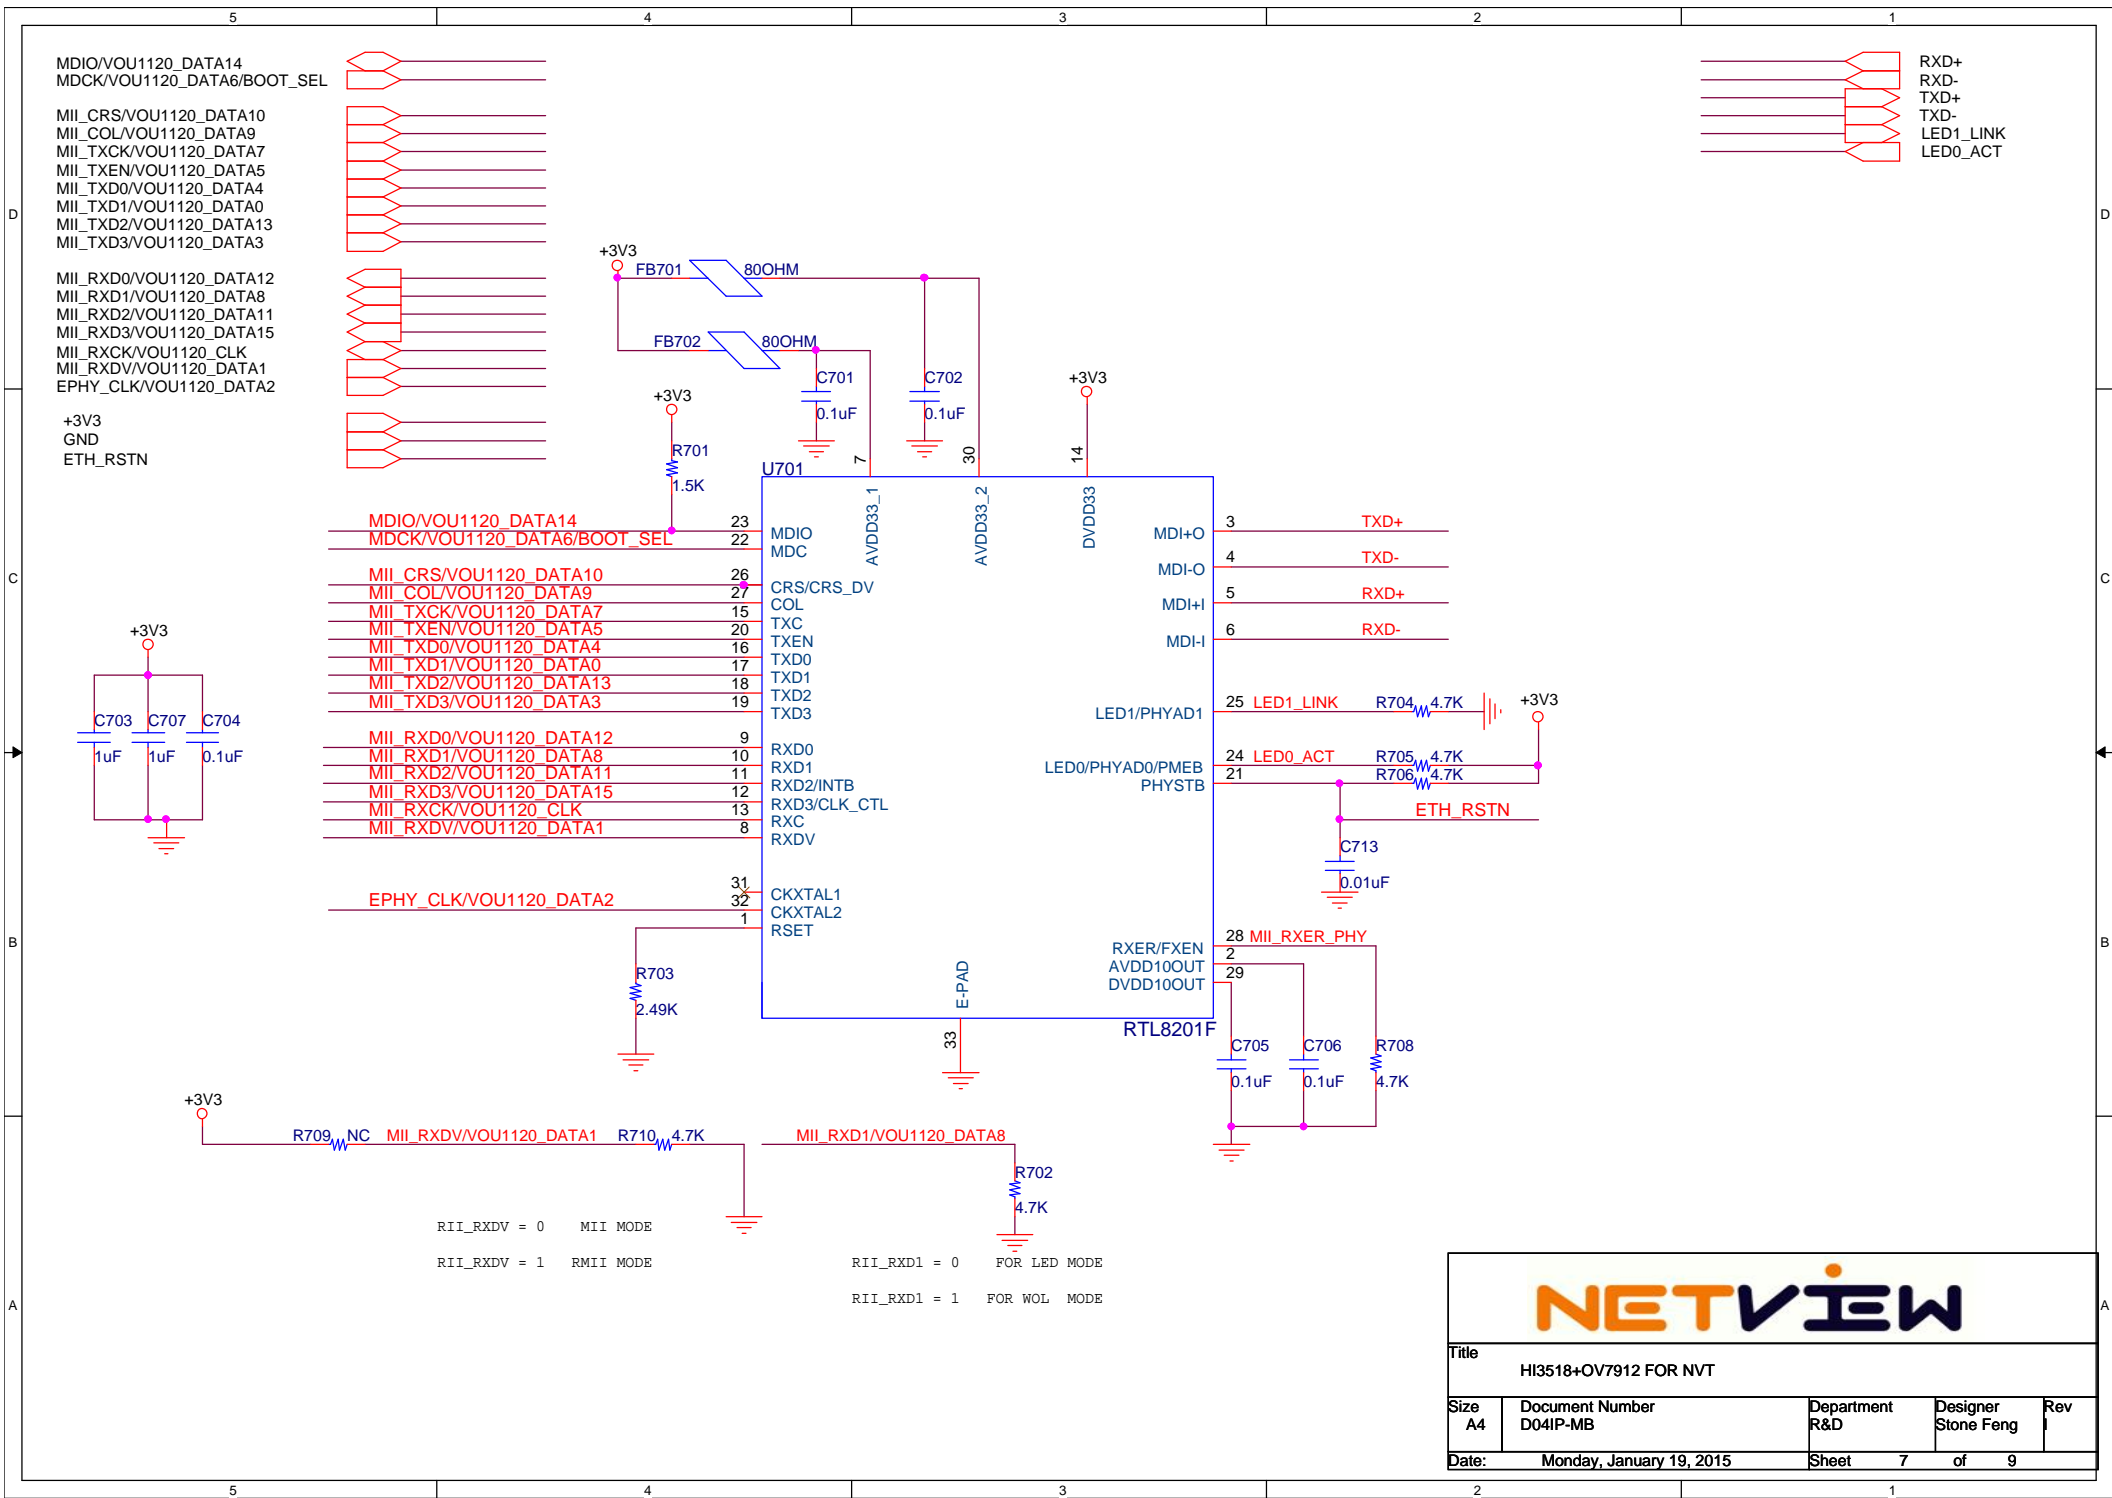 5 4 3 2 1
MDIO/VOU1120_DATA14
MDCK/VOU1120_DATA6/BOOT_SEL
MII_CRS/VOU1120_DATA10
MII_COL/VOU1120_DATA9
MII_TXCK/VOU1120_DATA7
MII_TXEN/VOU1120_DATA5
MII_TXD0/VOU1120_DATA4
MII_TXD1/VOU1120_DATA0
MII_TXD2/VOU1120_DATA13
MII_TXD3/VOU1120_DATA3
MII_RXD0/VOU1120_DATA12
MII_RXD1/VOU1120_DATA8
MII_RXD2/VOU1120_DATA11
MII_RXD3/VOU1120_DATA15
MII_RXCK/VOU1120_CLK
MII_RXDV/VOU1120_DATA1
EPHY_CLK/VOU1120_DATA2
+3V3
GND
ETH_RSTN
RXD+
RXD-
TXD+
TXD-
LED1_LINK
LED0_ACT
D D
+3V3
FB701 80OHM
FB702 80OHM
C701
0.1uF
C702
0.1uF
+3V3
+3V3
R701
1.5K
U701
7
30
14
AVDD33_1
AVDD33_2
DVDD33
MDIO/VOU1120_DATA14 23 MDIO
MDCK/VOU1120_DATA6/BOOT_SEL 22 MDC
MII_CRS/VOU1120_DATA10 26 CRS/CRS_DV
MII_COL/VOU1120_DATA9 27 COL
MII_TXCK/VOU1120_DATA7 15 TXC
MII_TXEN/VOU1120_DATA5 20 TXEN
MII_TXD0/VOU1120_DATA4 16 TXD0
MII_TXD1/VOU1120_DATA0 17 TXD1
MII_TXD2/VOU1120_DATA13 18 TXD2
MII_TXD3/VOU1120_DATA3 19 TXD3
MII_RXD0/VOU1120_DATA12 9 RXD0
MII_RXD1/VOU1120_DATA8 10 RXD1
MII_RXD2/VOU1120_DATA11 11 RXD2/INTB
MII_RXD3/VOU1120_DATA15 12 RXD3/CLK_CTL
MII_RXCK/VOU1120_CLK 13 RXC
MII_RXDV/VOU1120_DATA1 8 RXDV
31 CKXTAL1
EPHY_CLK/VOU1120_DATA2 32 CKXTAL2
1 RSET
C C
MDI+O 3 TXD+
MDI-O 4 TXD-
MDI+I 5 RXD+
MDI-I 6 RXD-
LED1/PHYAD1 25 LED1_LINK R704 4.7K
+3V3
LED0/PHYAD0/PMEB 24 LED0_ACT R705 4.7K
PHYSTB 21 R706 4.7K
ETH_RSTN
C713
0.01uF
RXER/FXEN 28 MII_RXER_PHY
AVDD10OUT 2
DVDD10OUT 29
+3V3
C703 C707 C704
1uF 1uF 0.1uF
B B
R703
2.49K
E-PAD
33
RTL8201F
C705 C706 R708
0.1uF 0.1uF 4.7K
+3V3
R709 NC MII_RXDV/VOU1120_DATA1 R710 4.7K
MII_RXD1/VOU1120_DATA8
R702
4.7K
RII_RXDV = 0 MII MODE
RII_RXDV = 1 RMII MODE
RII_RXD1 = 0 FOR LED MODE
RII_RXD1 = 1 FOR WOL MODE
A A
NETVIEW
Title
HI3518+OV7912 FOR NVT
Size Document Number Department Designer Rev
A4 D04IP-MB R&D Stone Feng I
Date: Monday, January 19, 2015 Sheet 7 of 9
5 4 3 2 1